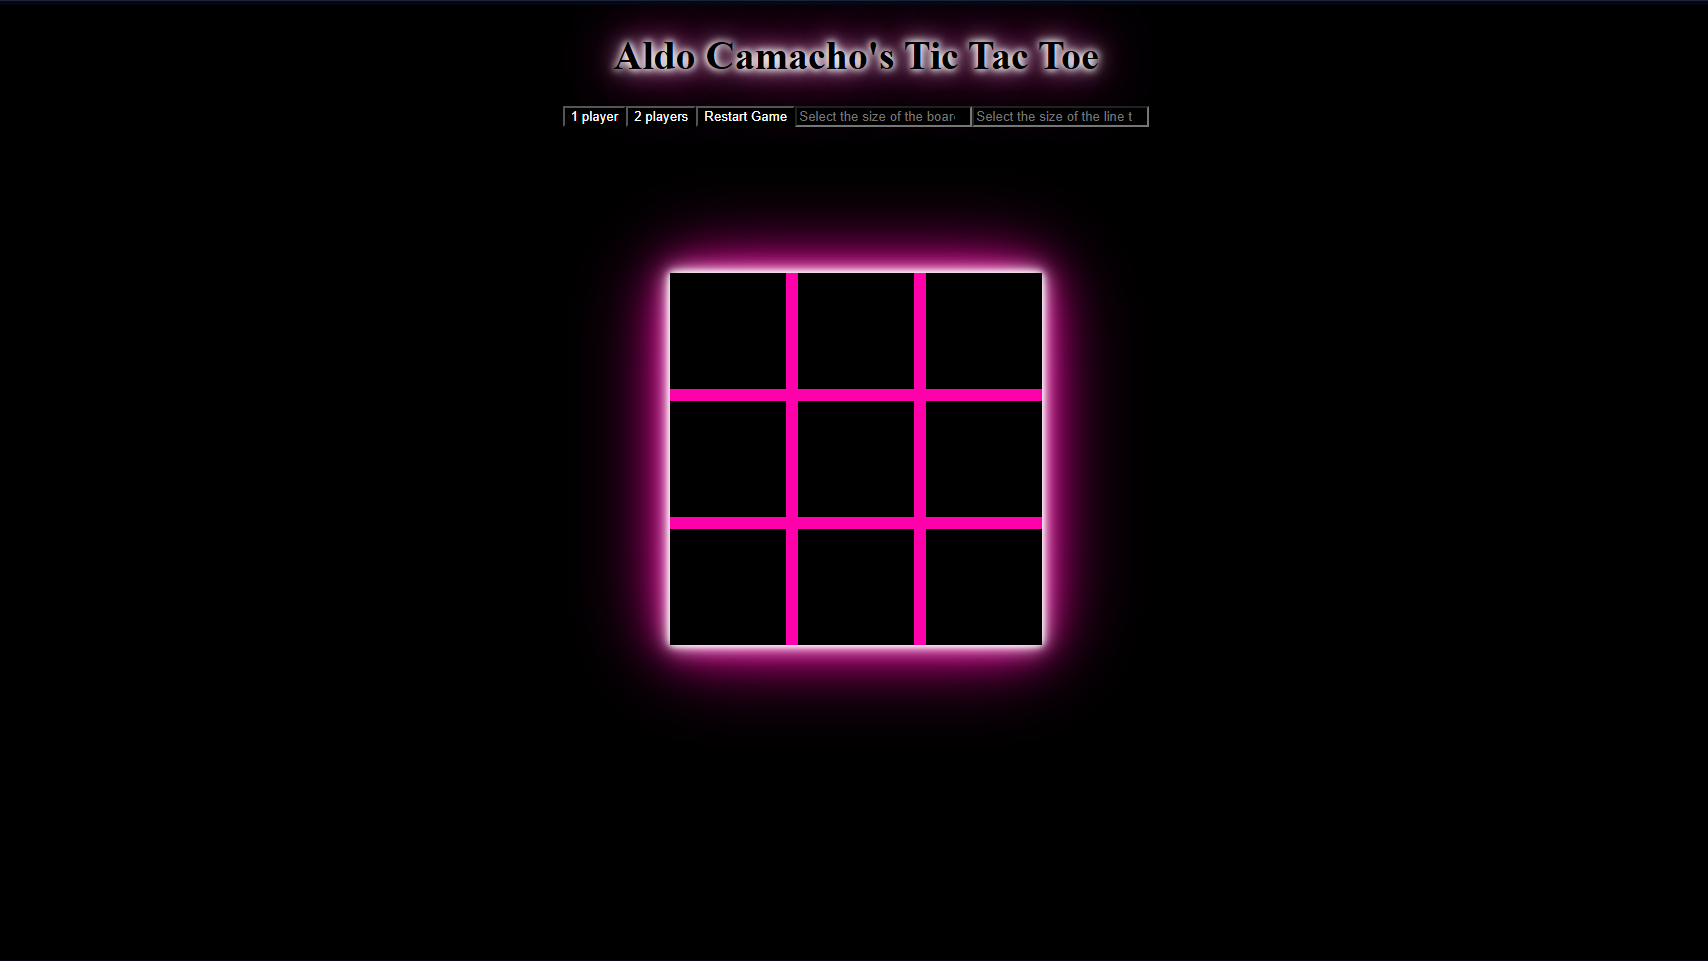 Aldo Camacho's Tic Tac Toe
1 player 2 players Restart Game Select the size of the boar Select the size of the line t